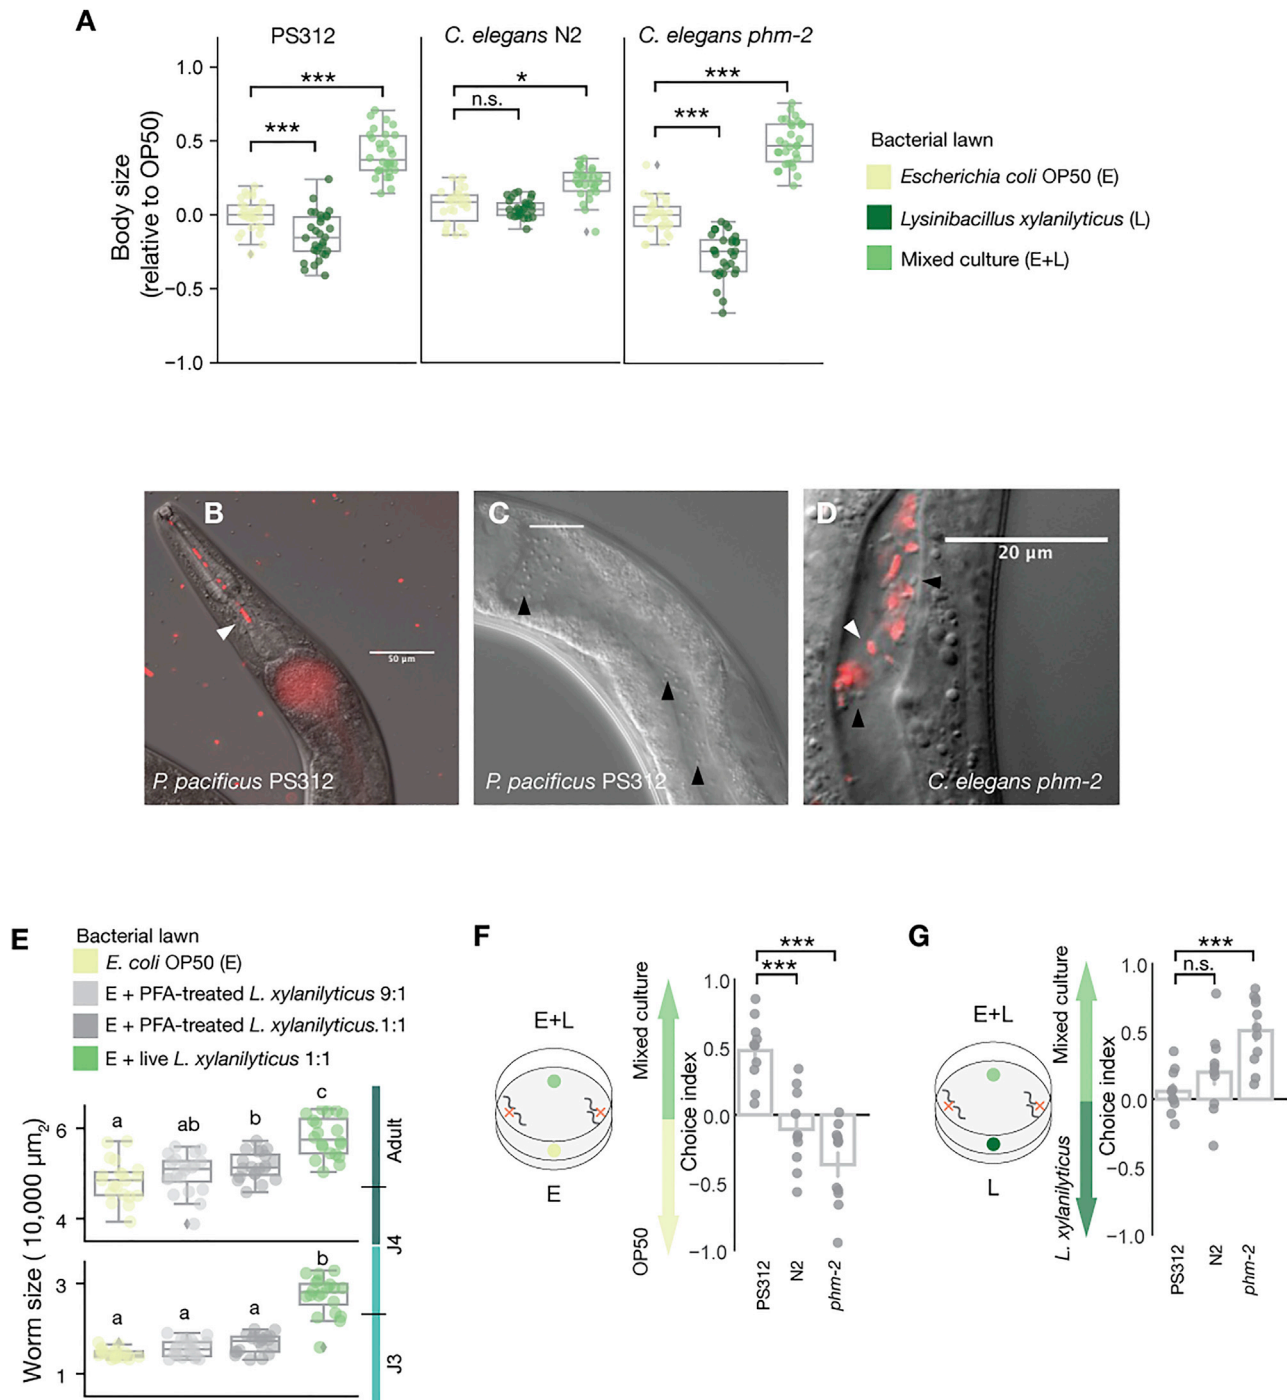 A
PS312
C. elegans N2
C. elegans phm-2
Body size
(relative to OP50)
1.0
0.5
0.0
−0.5
−1.0
***
***
*
n.s.
***
***
Bacterial lawn
Escherichia coli OP50 (E)
Lysinibacillus xylanilyticus (L)
Mixed culture (E+L)
B
50 µm
P. pacificus PS312
C
P. pacificus PS312
D
20 µm
C. elegans phm-2
E
Bacterial lawn
E. coli OP50 (E)
E + PFA-treated L. xylanilyticus 9:1
E + PFA-treated L. xylanilyticus.1:1
E + live L. xylanilyticus 1:1
Worm size ( 10,000 µm2)
6
4
a
ab
b
c
3
1
a
a
a
b
Adult
J4
J3
F
E+L
E
Mixed culture
OP50
Choice index
1.0
0.5
0.0
−0.5
−1.0
***
***
PS312
N2
phm-2
G
E+L
L
Mixed culture
L. xylanilyticus
Choice index
1.0
0.5
0.0
−0.5
−1.0
***
n.s.
PS312
N2
phm-2